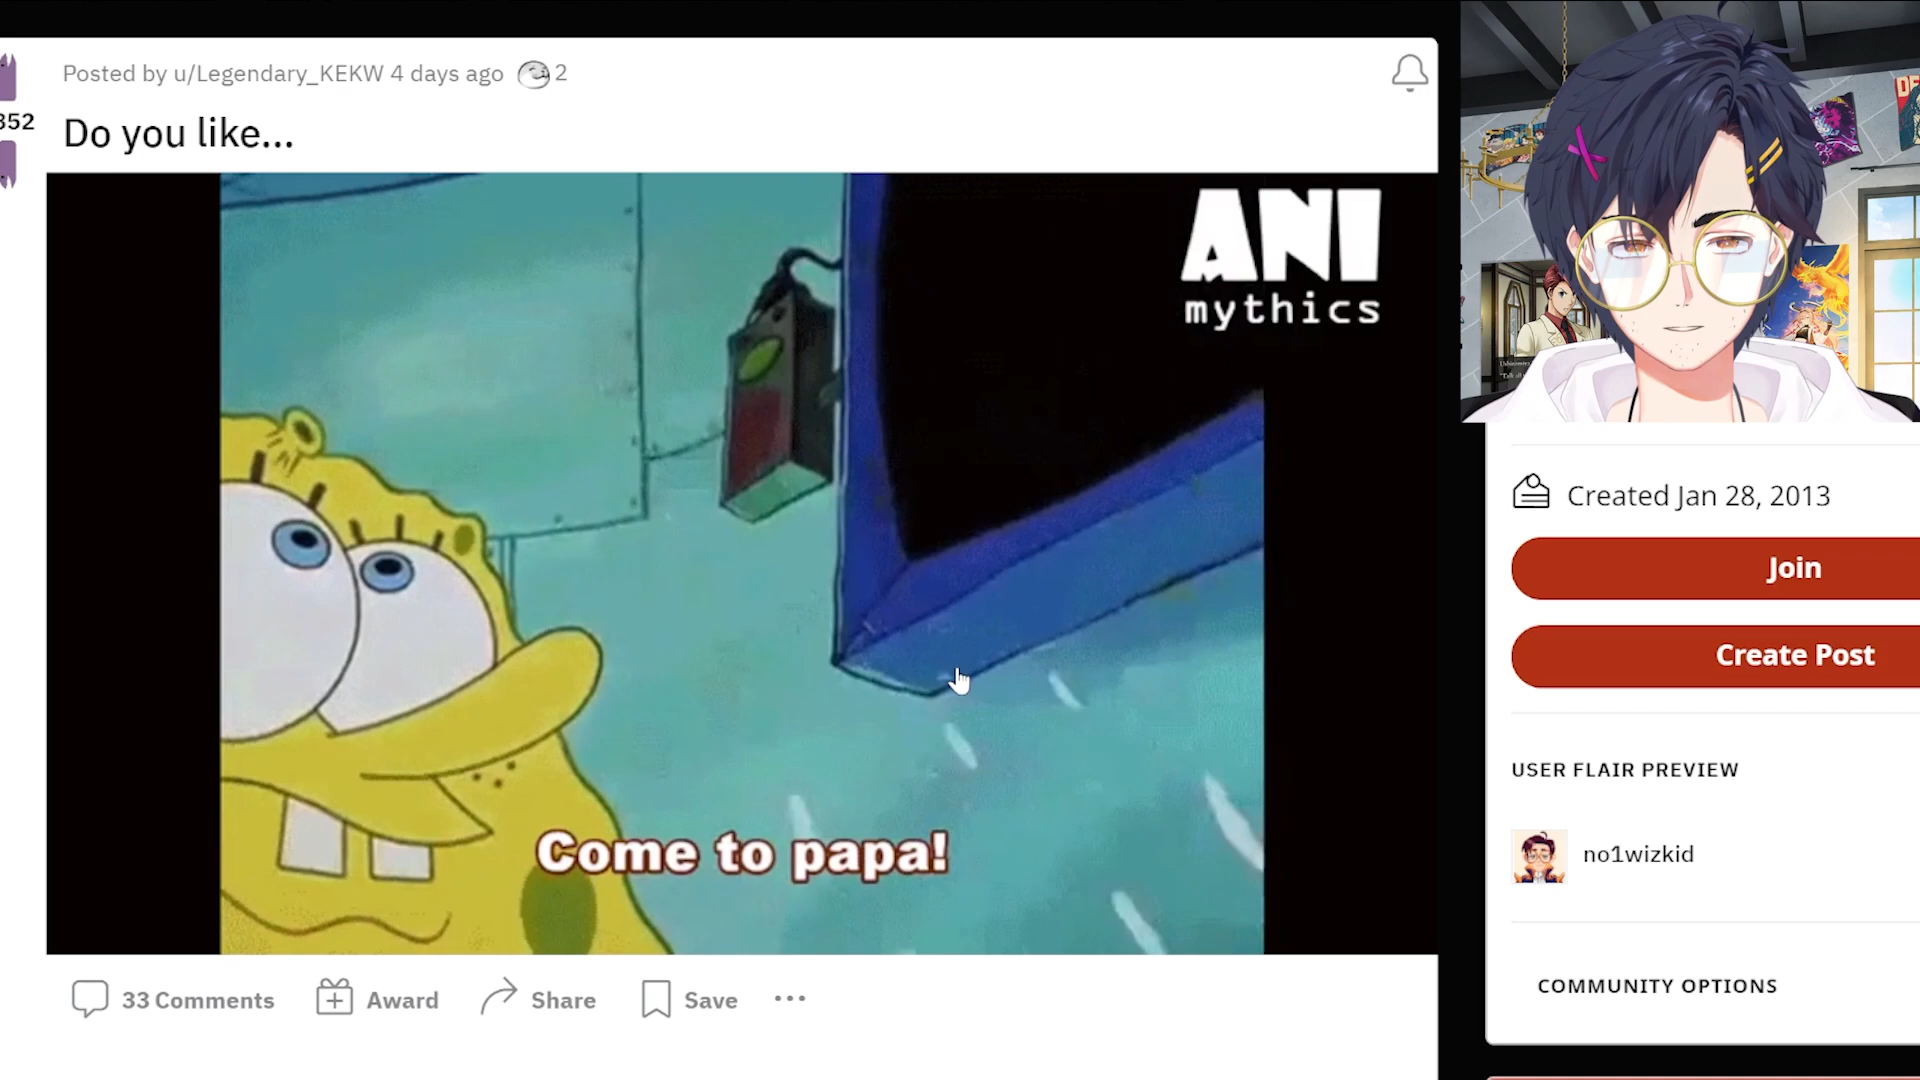 Posted by u/Legendary_KEKW 4 days ago
2
352
Do you like...
ANI
mythics
Come to papa!
33 Comments
Award
Share
Save
Created Jan 28, 2013
Join
Create Post
USER FLAIR PREVIEW
no1wizkid
COMMUNITY OPTIONS